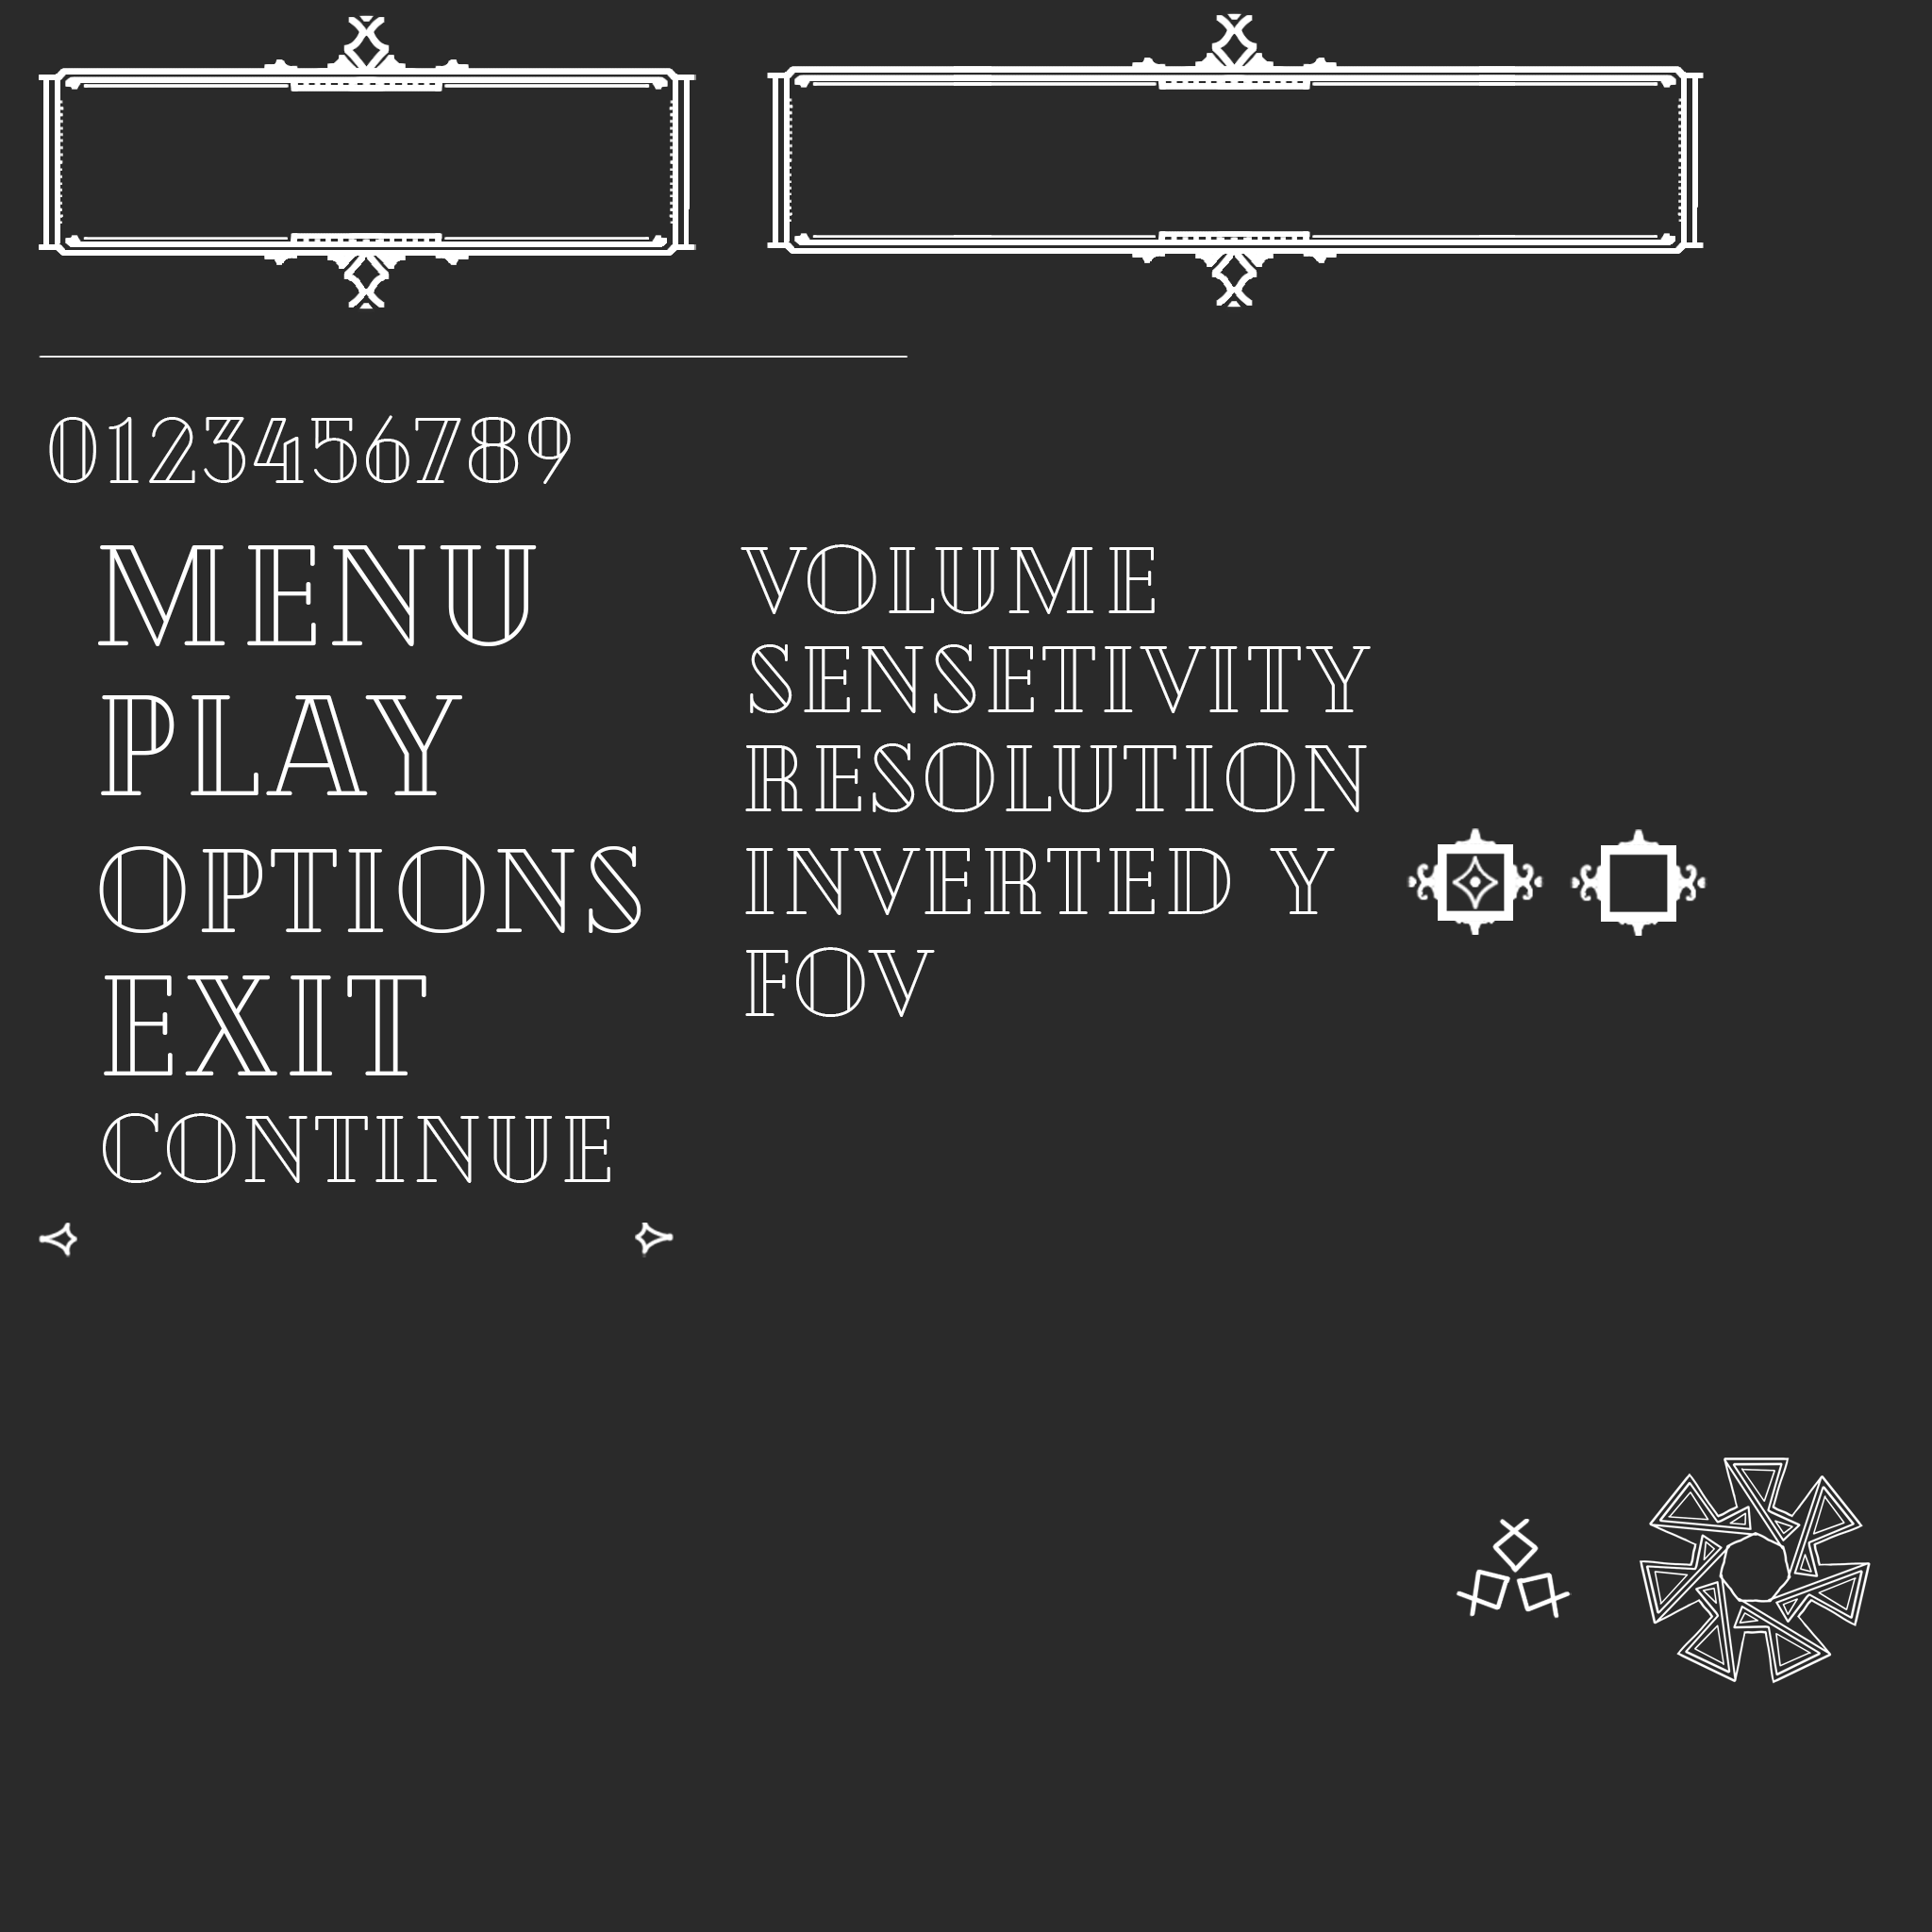 0123456789
MENU
PLAY
OPTIONS
EXIT
CONTINUE
VOLUME
SENSETIVITY
RESOLUTION
INVERTED Y
FOV